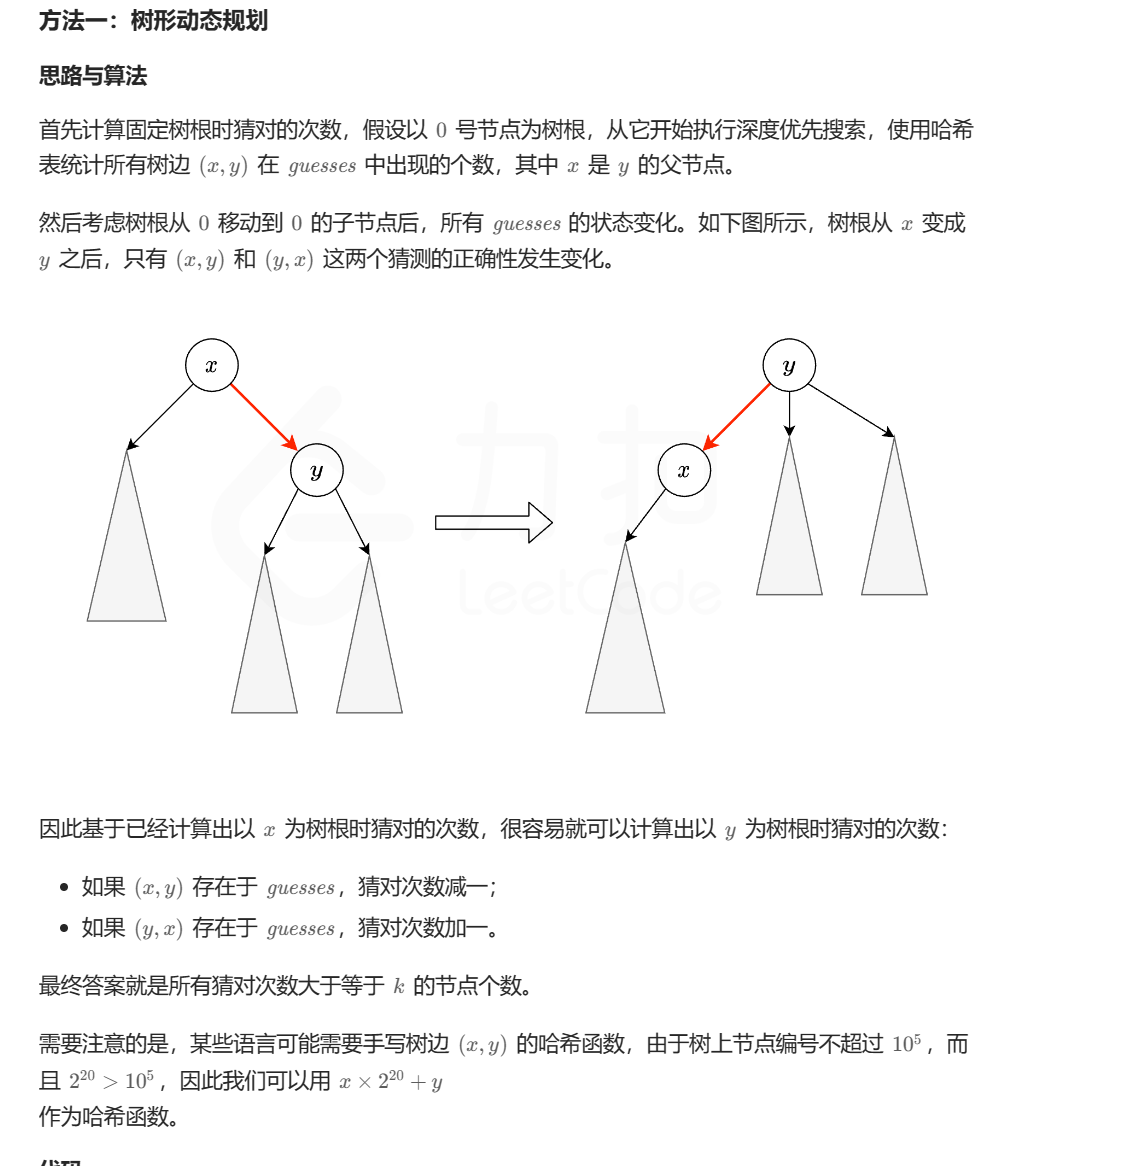 方法一：树形动态规划
思路与算法
首先计算固定树根时猜对的次数，假设以 0 号节点为树根，从它开始执行深度优先搜索，使用哈希
表统计所有树边 (x, y) 在 guesses 中出现的个数，其中 x 是 y 的父节点。
然后考虑树根从 0 移动到 0 的子节点后，所有 guesses 的状态变化。如下图所示，树根从 x 变成
y 之后，只有 (x, y) 和 (y, x) 这两个猜测的正确性发生变化。
x
y
y
x
力扣
LeetCode
因此基于已经计算出以 x 为树根时猜对的次数，很容易就可以计算出以 y 为树根时猜对的次数：
• 如果 (x, y) 存在于 guesses，猜对次数减一；
• 如果 (y, x) 存在于 guesses，猜对次数加一。
最终答案就是所有猜对次数大于等于 k 的节点个数。
需要注意的是，某些语言可能需要手写树边 (x, y) 的哈希函数，由于树上节点编号不超过 10⁵，而
且 2²⁰ > 10⁵，因此我们可以用 x × 2²⁰ + y
作为哈希函数。